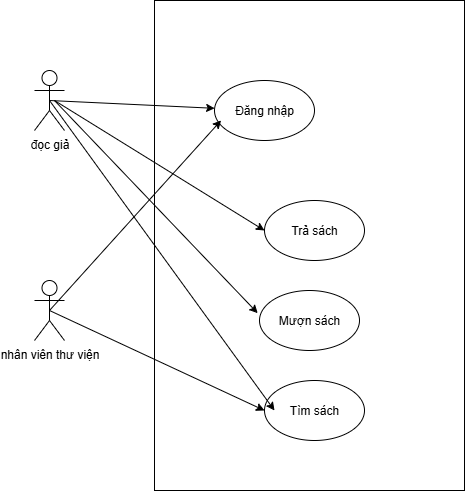 Đăng nhập
đọc giả
Trả sách
Mượn sách
nhân viên thư viện
Tìm sách